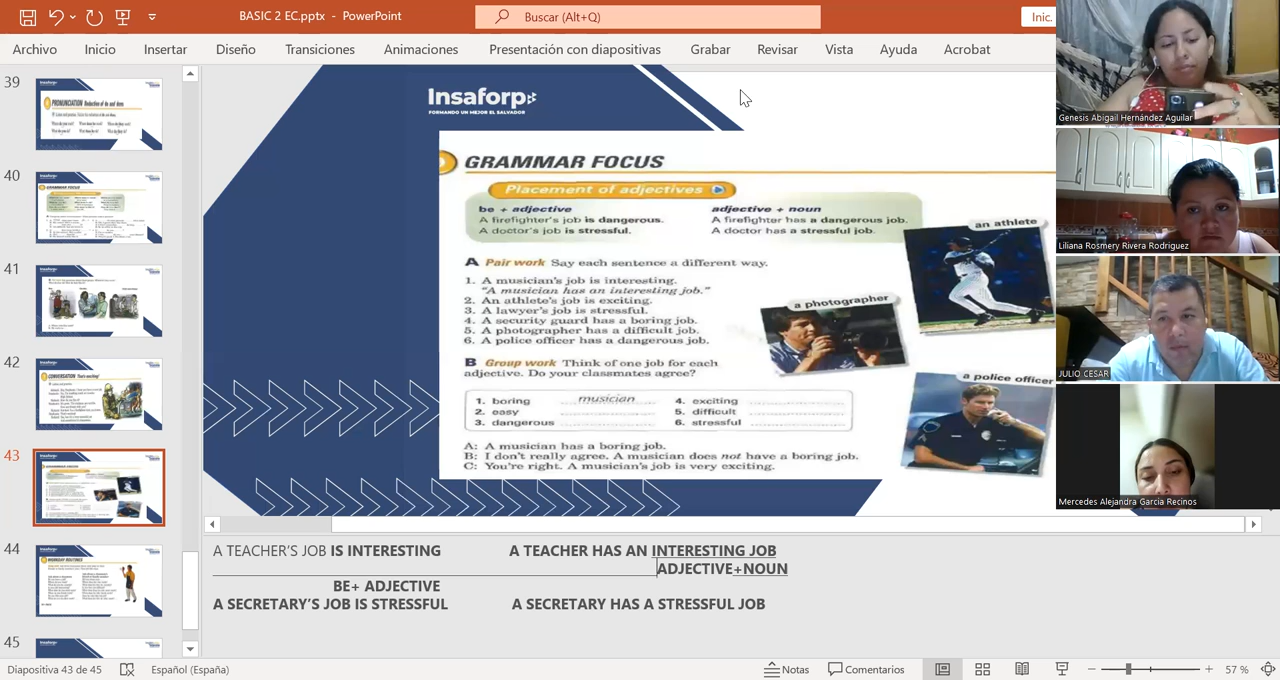 BASIC 2 EC.pptx - PowerPoint
Buscar (Alt+Q)
Inic.
Archivo Inicio Insertar Diseño Transiciones Animaciones Presentación con diapositivas Grabar Revisar Vista Ayuda Acrobat
39
40
41
42
43
44
45
Insaforp
FORMANDO UN MEJOR EL SALVADOR
GRAMMAR FOCUS
Placement of adjectives
be + adjective
A firefighter's job is dangerous.
A doctor's job is stressful.
adjective + noun
A firefighter has a dangerous job.
A doctor has a stressful job.
A Pair work Say each sentence a different way.
1. A musician's job is interesting.
"A musician has an interesting job."
2. An athlete's job is exciting.
3. A lawyer's job is stressful.
4. A security guard has a boring job.
5. A photographer has a difficult job.
6. A police officer has a dangerous job.
B Group work Think of one job for each
adjective. Do your classmates agree?
1. boring musician 4. exciting
2. easy 5. difficult
3. dangerous 6. stressful
A: A musician has a boring job.
B: I don't really agree. A musician does not have a boring job.
C: You're right. A musician's job is very exciting.
an athlete
a photographer
a police officer
Genesis Abigail Hernández Aguilar
Liliana Rosmery Rivera Rodriguez
JULIO CESAR
Mercedes Alejandra Garcia Recinos
A TEACHER'S JOB IS INTERESTING A TEACHER HAS AN INTERESTING JOB
ADJECTIVE+NOUN
BE+ ADJECTIVE
A SECRETARY'S JOB IS STRESSFUL A SECRETARY HAS A STRESSFUL JOB
Diapositiva 43 de 45 Español (España) Notas Comentarios 57 %